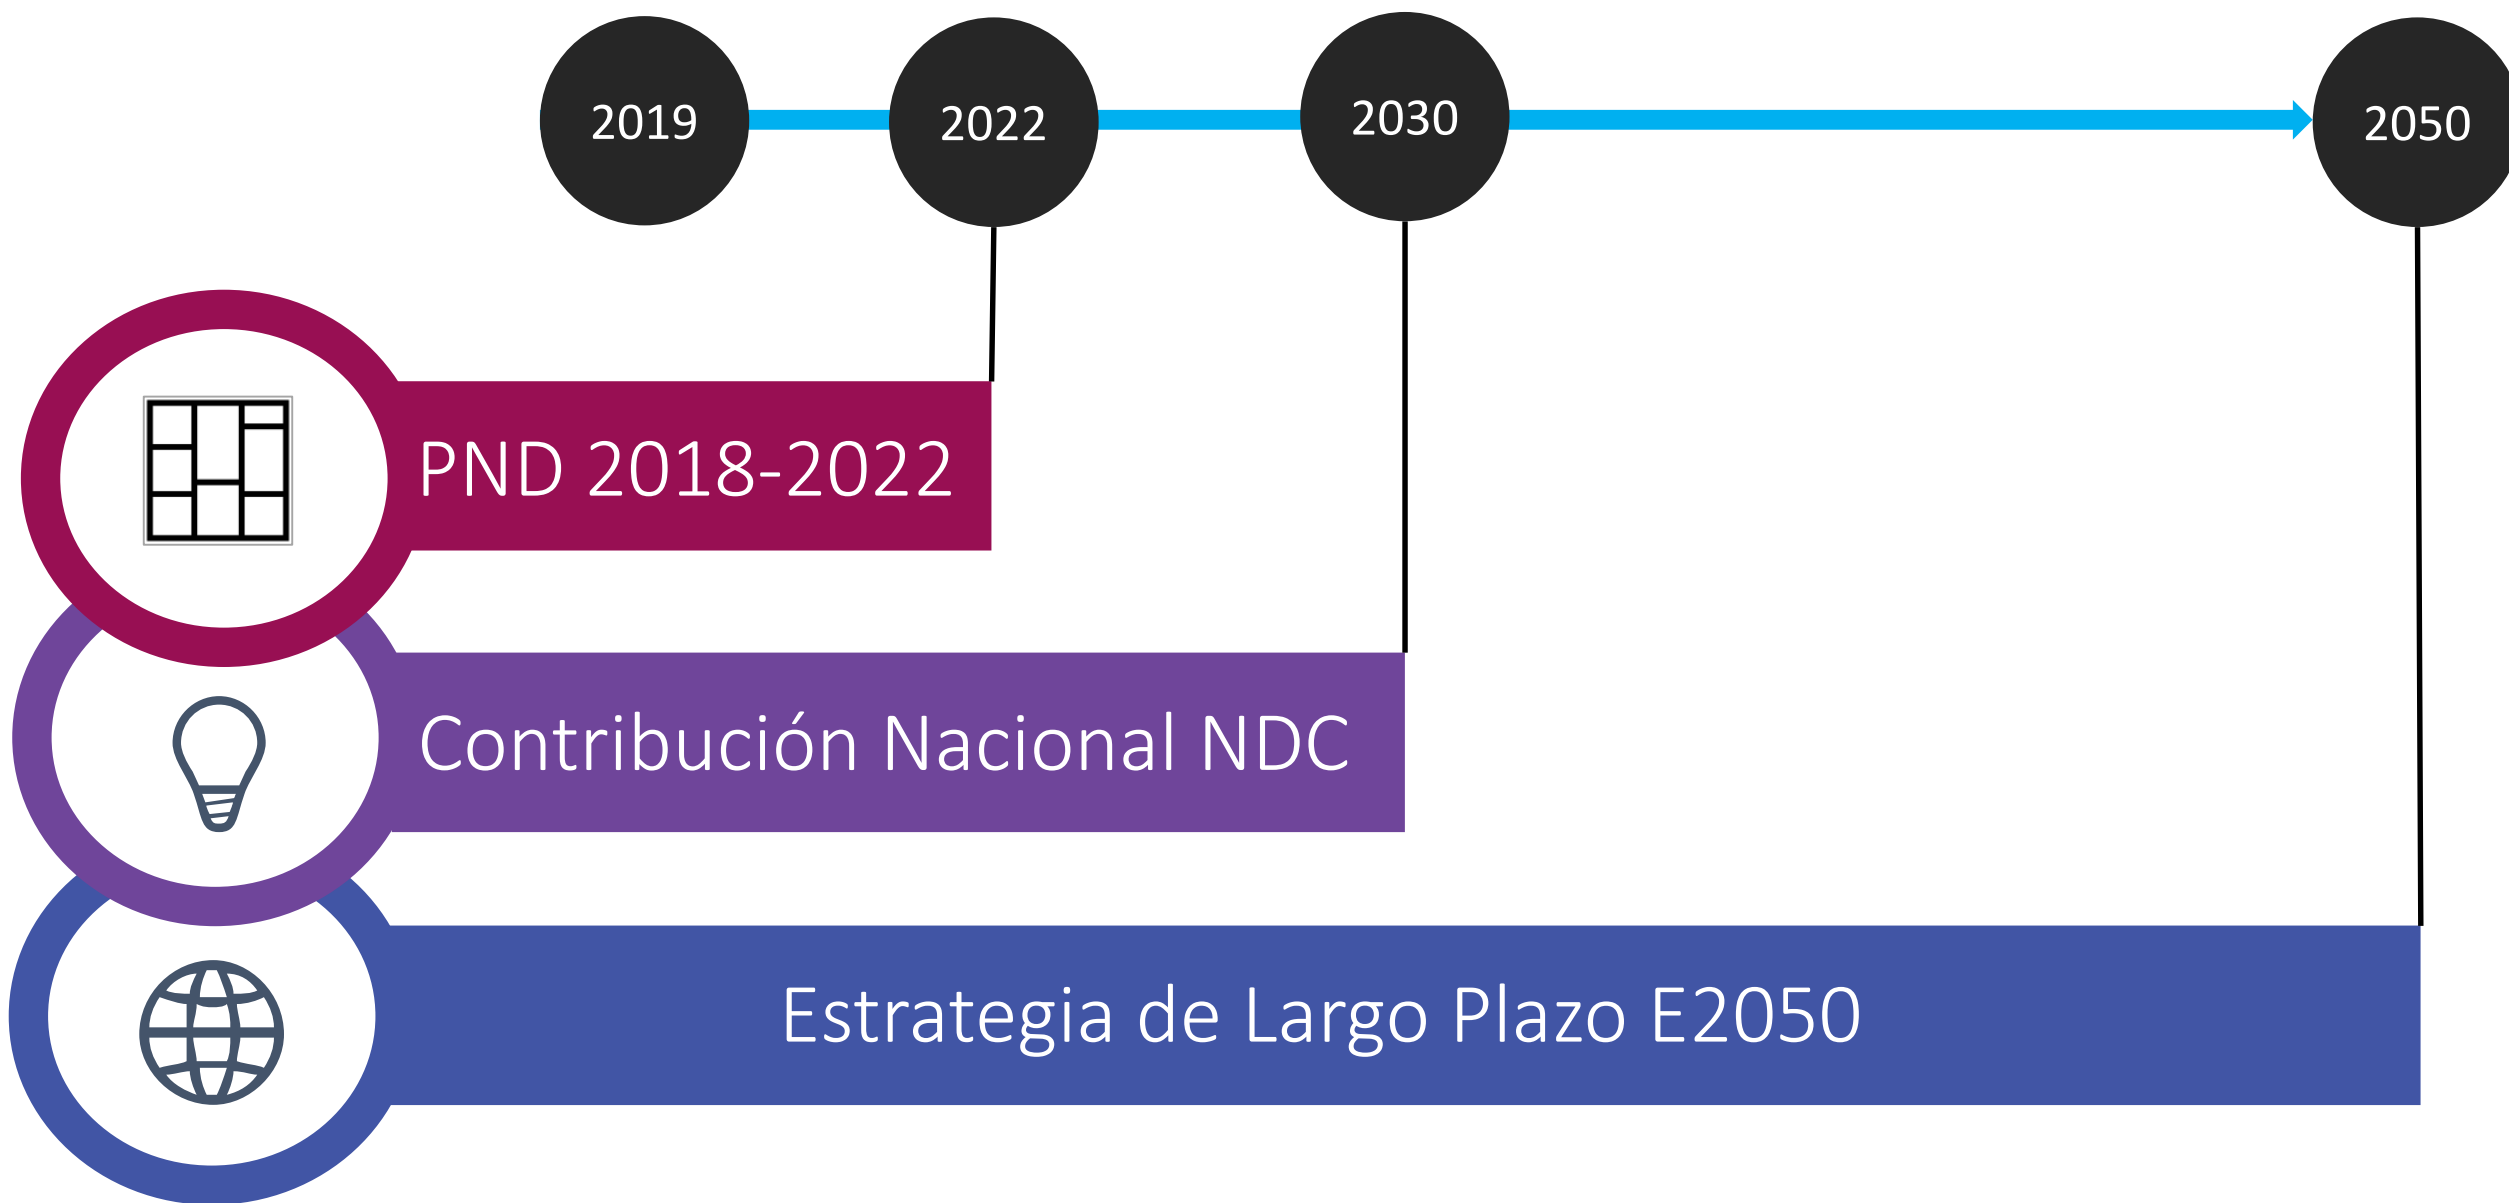 2019
2022
2030
2050
PND 2018-2022
Contribución Nacional NDC
Estrategia de Largo Plazo E2050